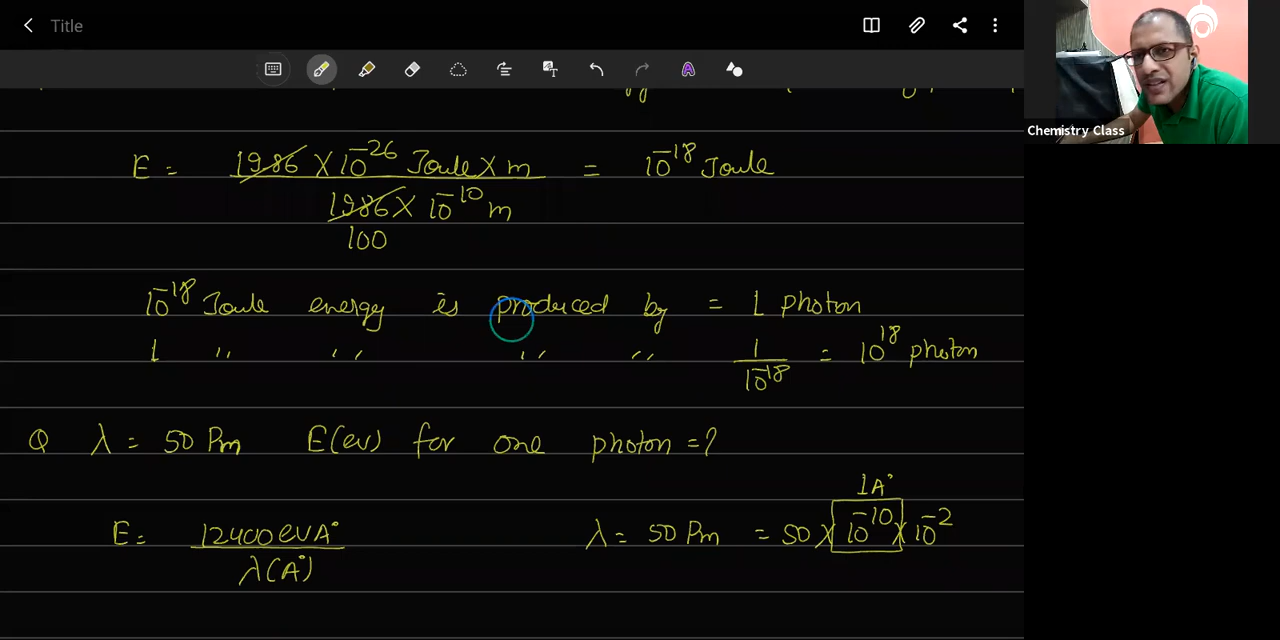 Title
E = 1986 × 10⁻²⁶ Joule × m / 1986/100 × 10⁻¹⁰ m = 10⁻¹⁸ Joule
10⁻¹⁸ Joule energy is produced by = 1 photon
1 ,, ,, ,, ,, 1/10⁻¹⁸ = 10¹⁸ photon
Q λ = 50 Pm E(ev) for one photon = ?
1A°
E = 12400 eVA° / λ(A°) λ = 50 Pm = 50 × 10⁻¹⁰ × 10⁻²
Chemistry Class